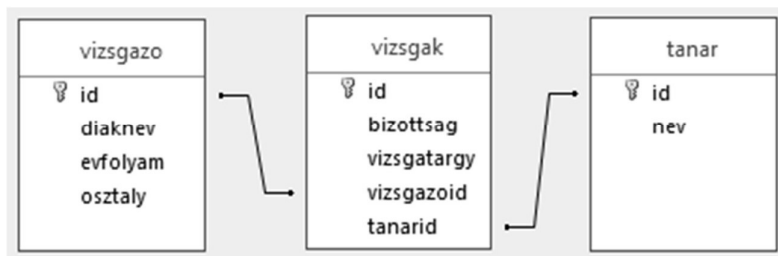 vizsgazo
id
diaknev
evfolyam
osztaly
vizsgak
id
bizottsag
vizsgatargy
vizsgazoid
tanarid
tanar
id
nev